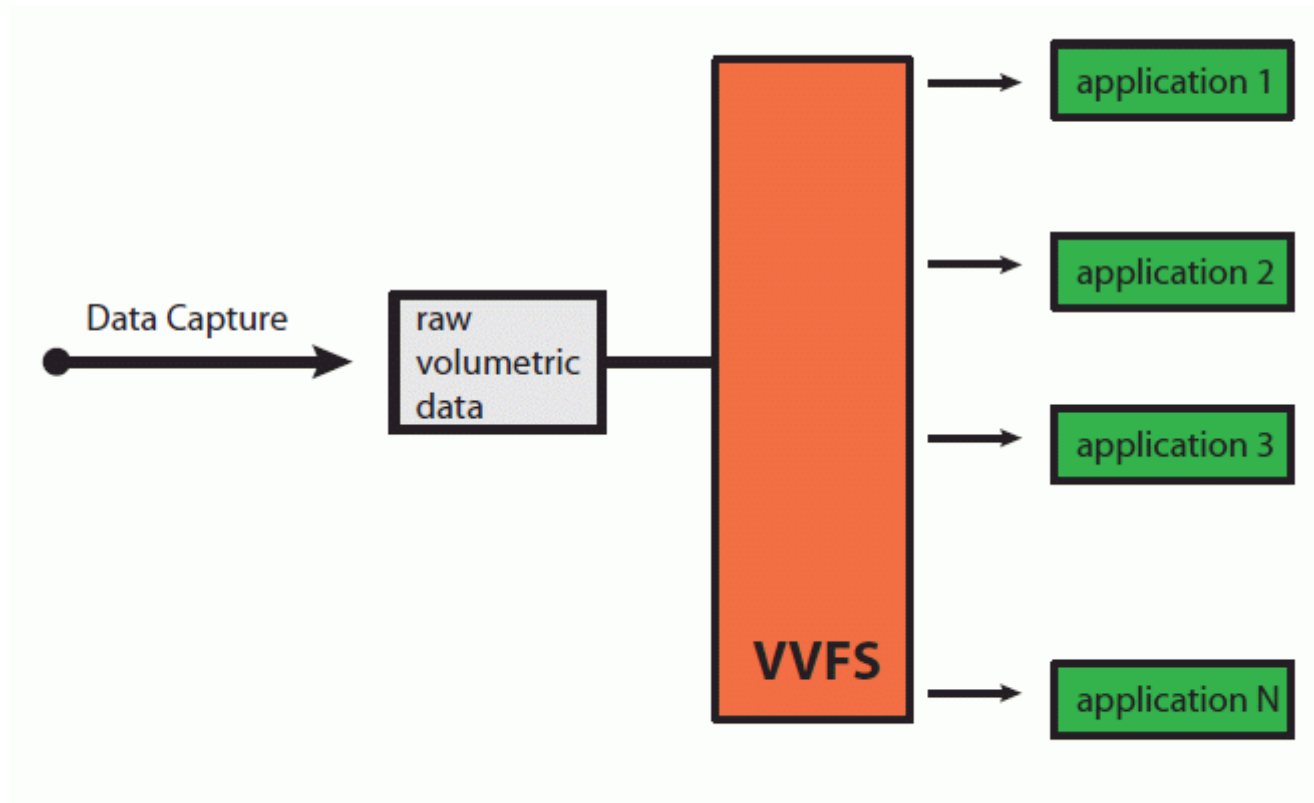 application 1
application 2
Data Capture
raw
volumetric
data
application 3
VVFS
application N